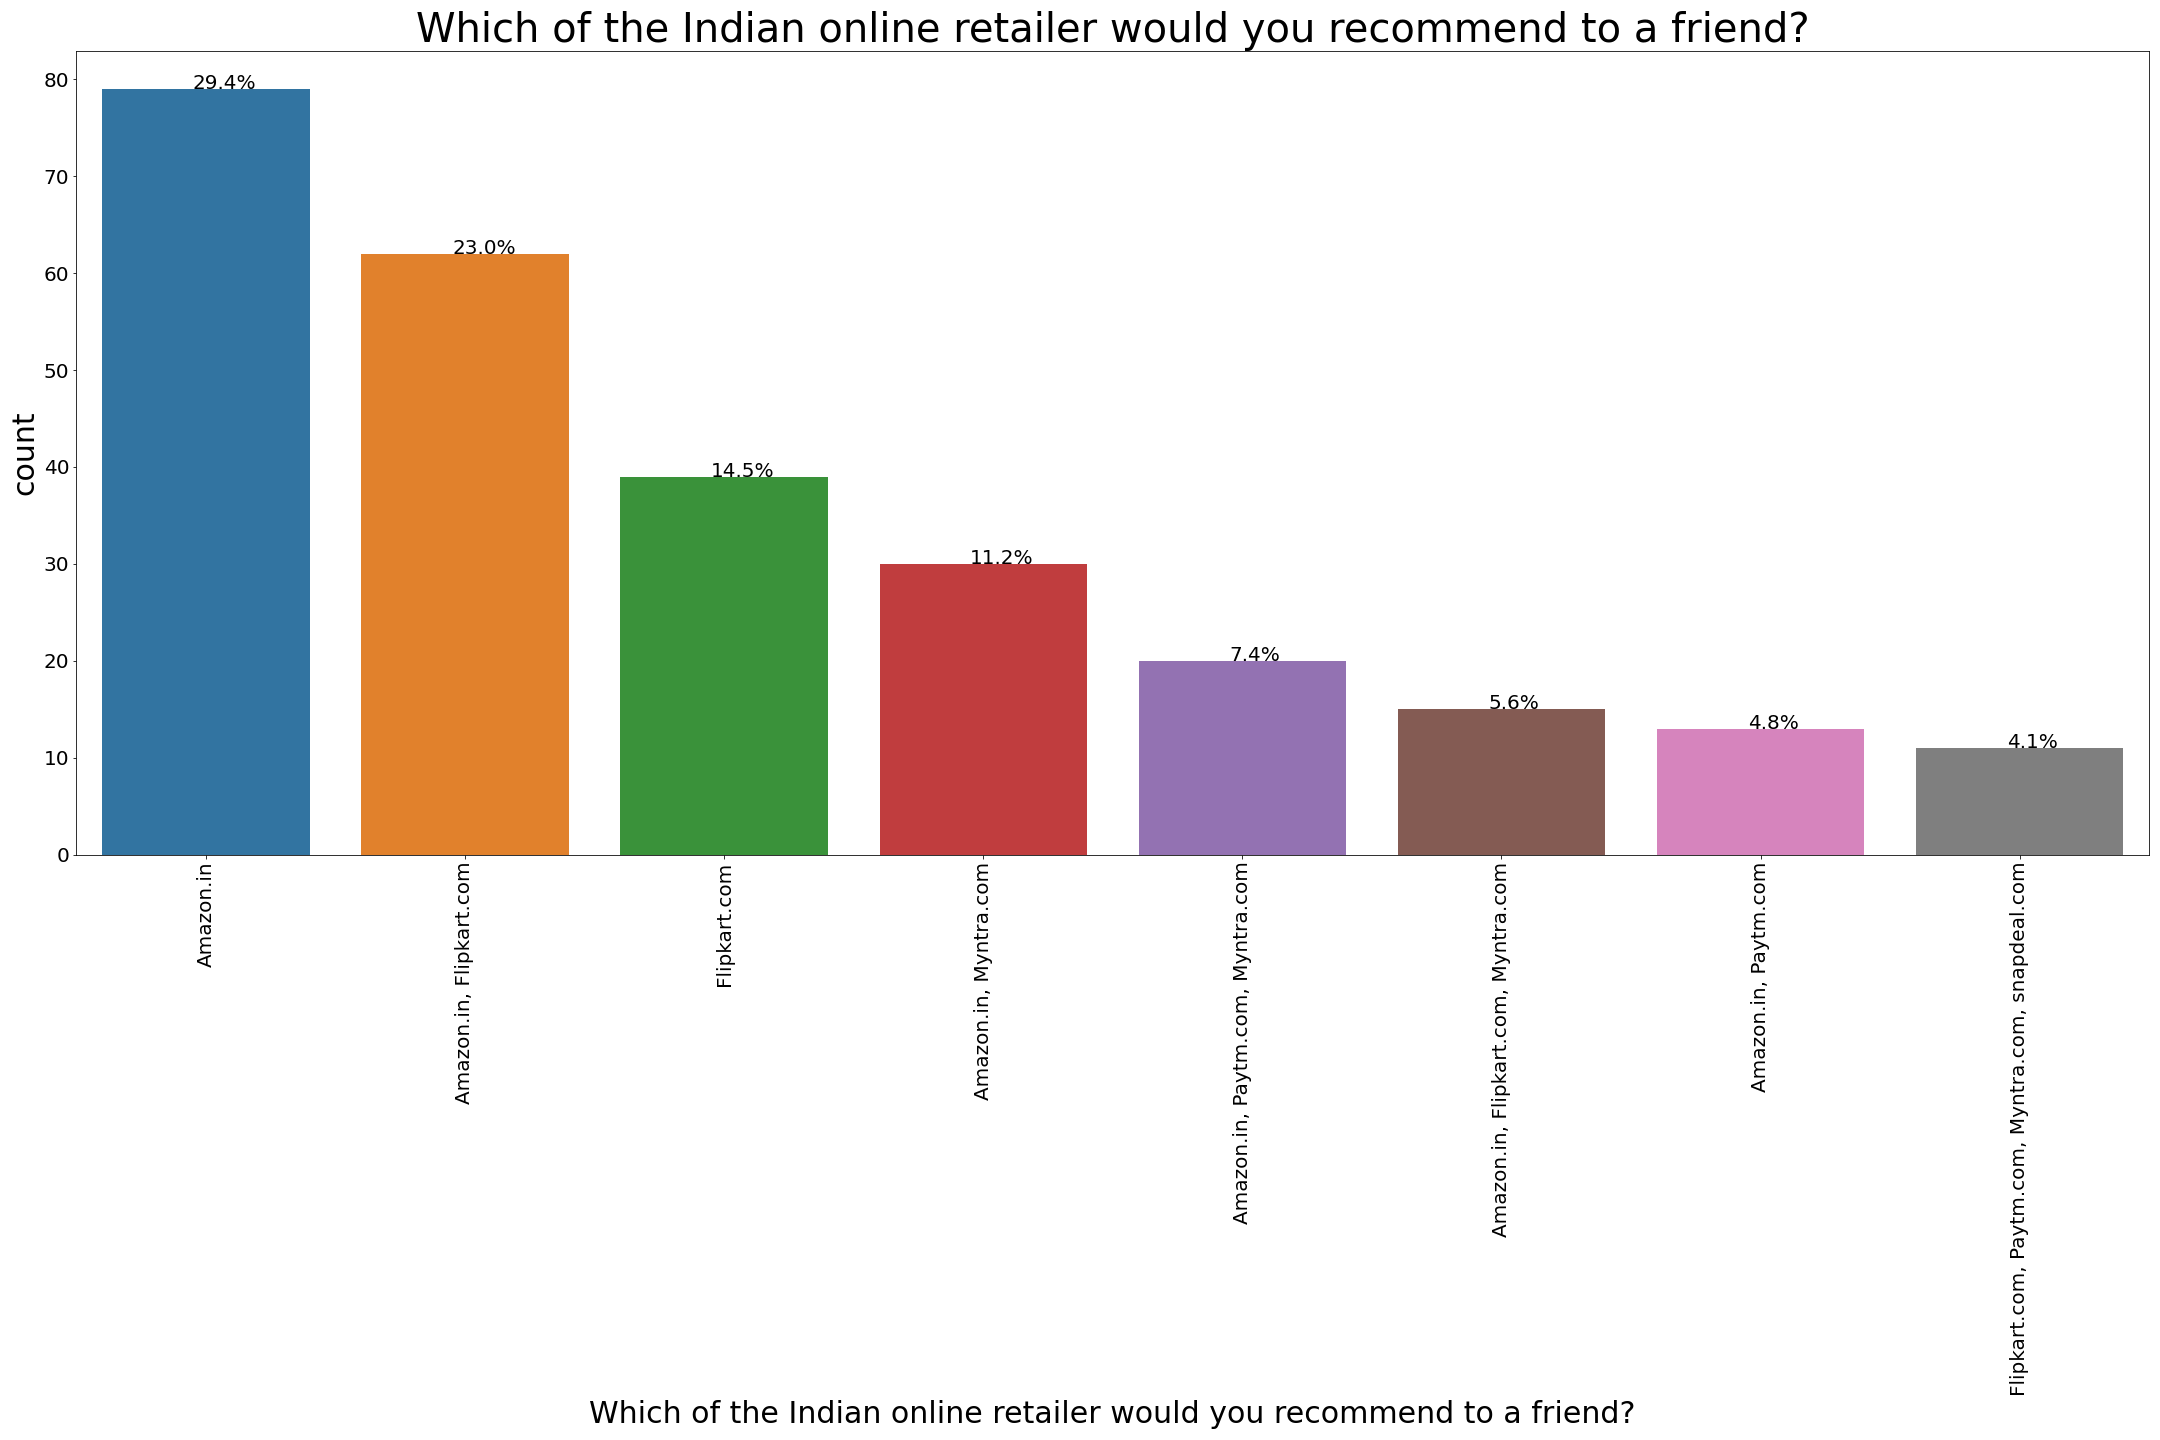 Which of the Indian online retailer would you recommend to a friend?
count
80
70
60
50
40
30
20
10
0
29.4%
23.0%
14.5%
11.2%
7.4%
5.6%
4.8%
4.1%
Amazon.in
Amazon.in, Flipkart.com
Flipkart.com
Amazon.in, Myntra.com
Amazon.in, Paytm.com, Myntra.com
Amazon.in, Flipkart.com, Myntra.com
Amazon.in, Paytm.com
Flipkart.com, Paytm.com, Myntra.com, snapdeal.com
Which of the Indian online retailer would you recommend to a friend?